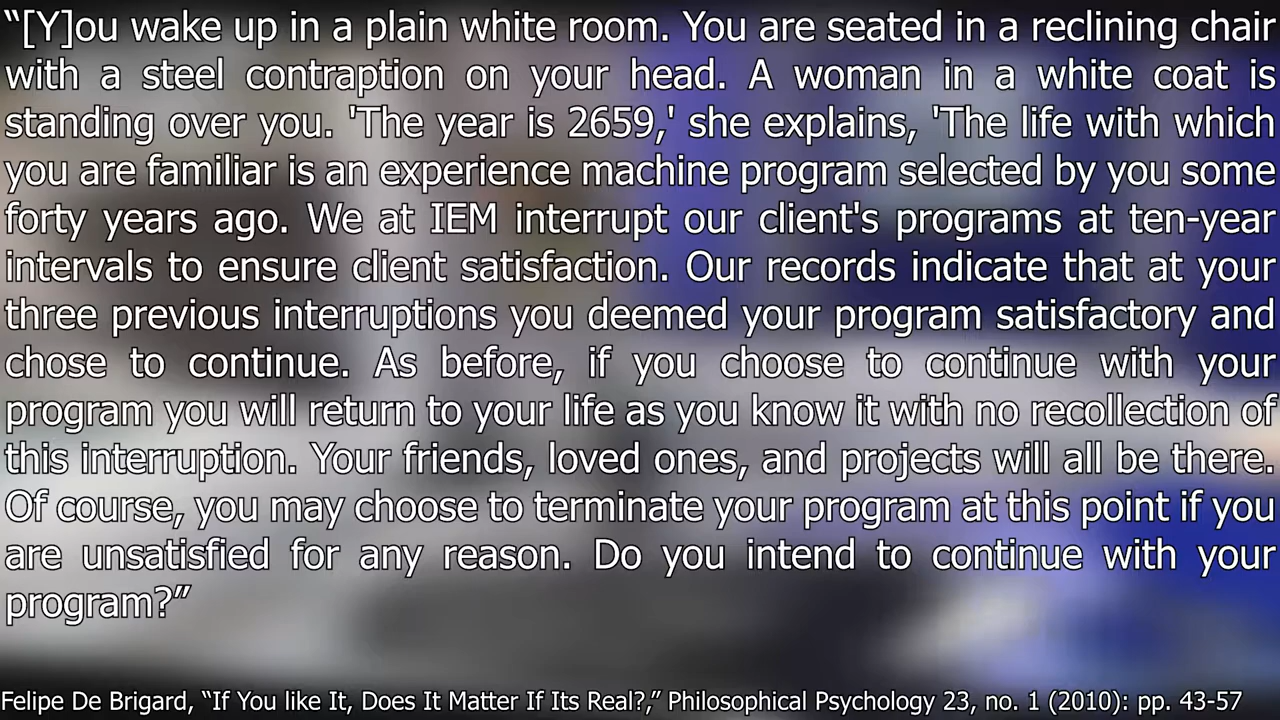 “[Y]ou wake up in a plain white room. You are seated in a reclining chair
with a steel contraption on your head. A woman in a white coat is
standing over you. 'The year is 2659,' she explains, 'The life with which
you are familiar is an experience machine program selected by you some
forty years ago. We at IEM interrupt our client's programs at ten-year
intervals to ensure client satisfaction. Our records indicate that at your
three previous interruptions you deemed your program satisfactory and
chose to continue. As before, if you choose to continue with your
program you will return to your life as you know it with no recollection of
this interruption. Your friends, loved ones, and projects will all be there.
Of course, you may choose to terminate your program at this point if you
are unsatisfied for any reason. Do you intend to continue with your
program?”
Felipe De Brigard, “If You like It, Does It Matter If Its Real?,” Philosophical Psychology 23, no. 1 (2010): pp. 43-57